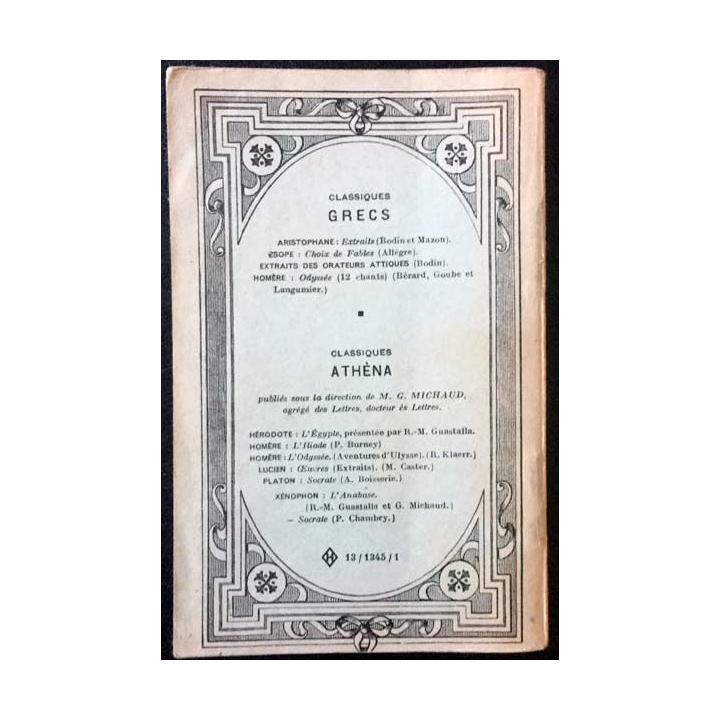 CLASSIQUES
GRECS
ARISTOPHANE : Extraits (Bodin et Mazon).
ÉSOPE : Choix de Fables (Allègre).
EXTRAITS DES ORATEURS ATTIQUES (Bodin).
HOMÈRE : Odyssée (12 chants) (Bérard, Goube et
Langumier.)
CLASSIQUES
ATHÈNA
publiés sous la direction de M. G. MICHAUD,
agrégé des Lettres, docteur ès Lettres.
HÉRODOTE : L'Égypte, présentée par R.-M. Guastalla.
HOMÈRE : L'Iliade (P. Burney)
HOMÈRE : L'Odyssée. (Aventures d'Ulysse). (R. Klaerr.)
LUCIEN : Œuvres (Extraits). (M. Caster.)
PLATON : Socrate (A. Boisserie.)
XÉNOPHON : L'Anabase.
(R.-M. Guastalla et G. Michaud.)
— Socrate (P. Chambry.)
H 13 / 1345 / 1